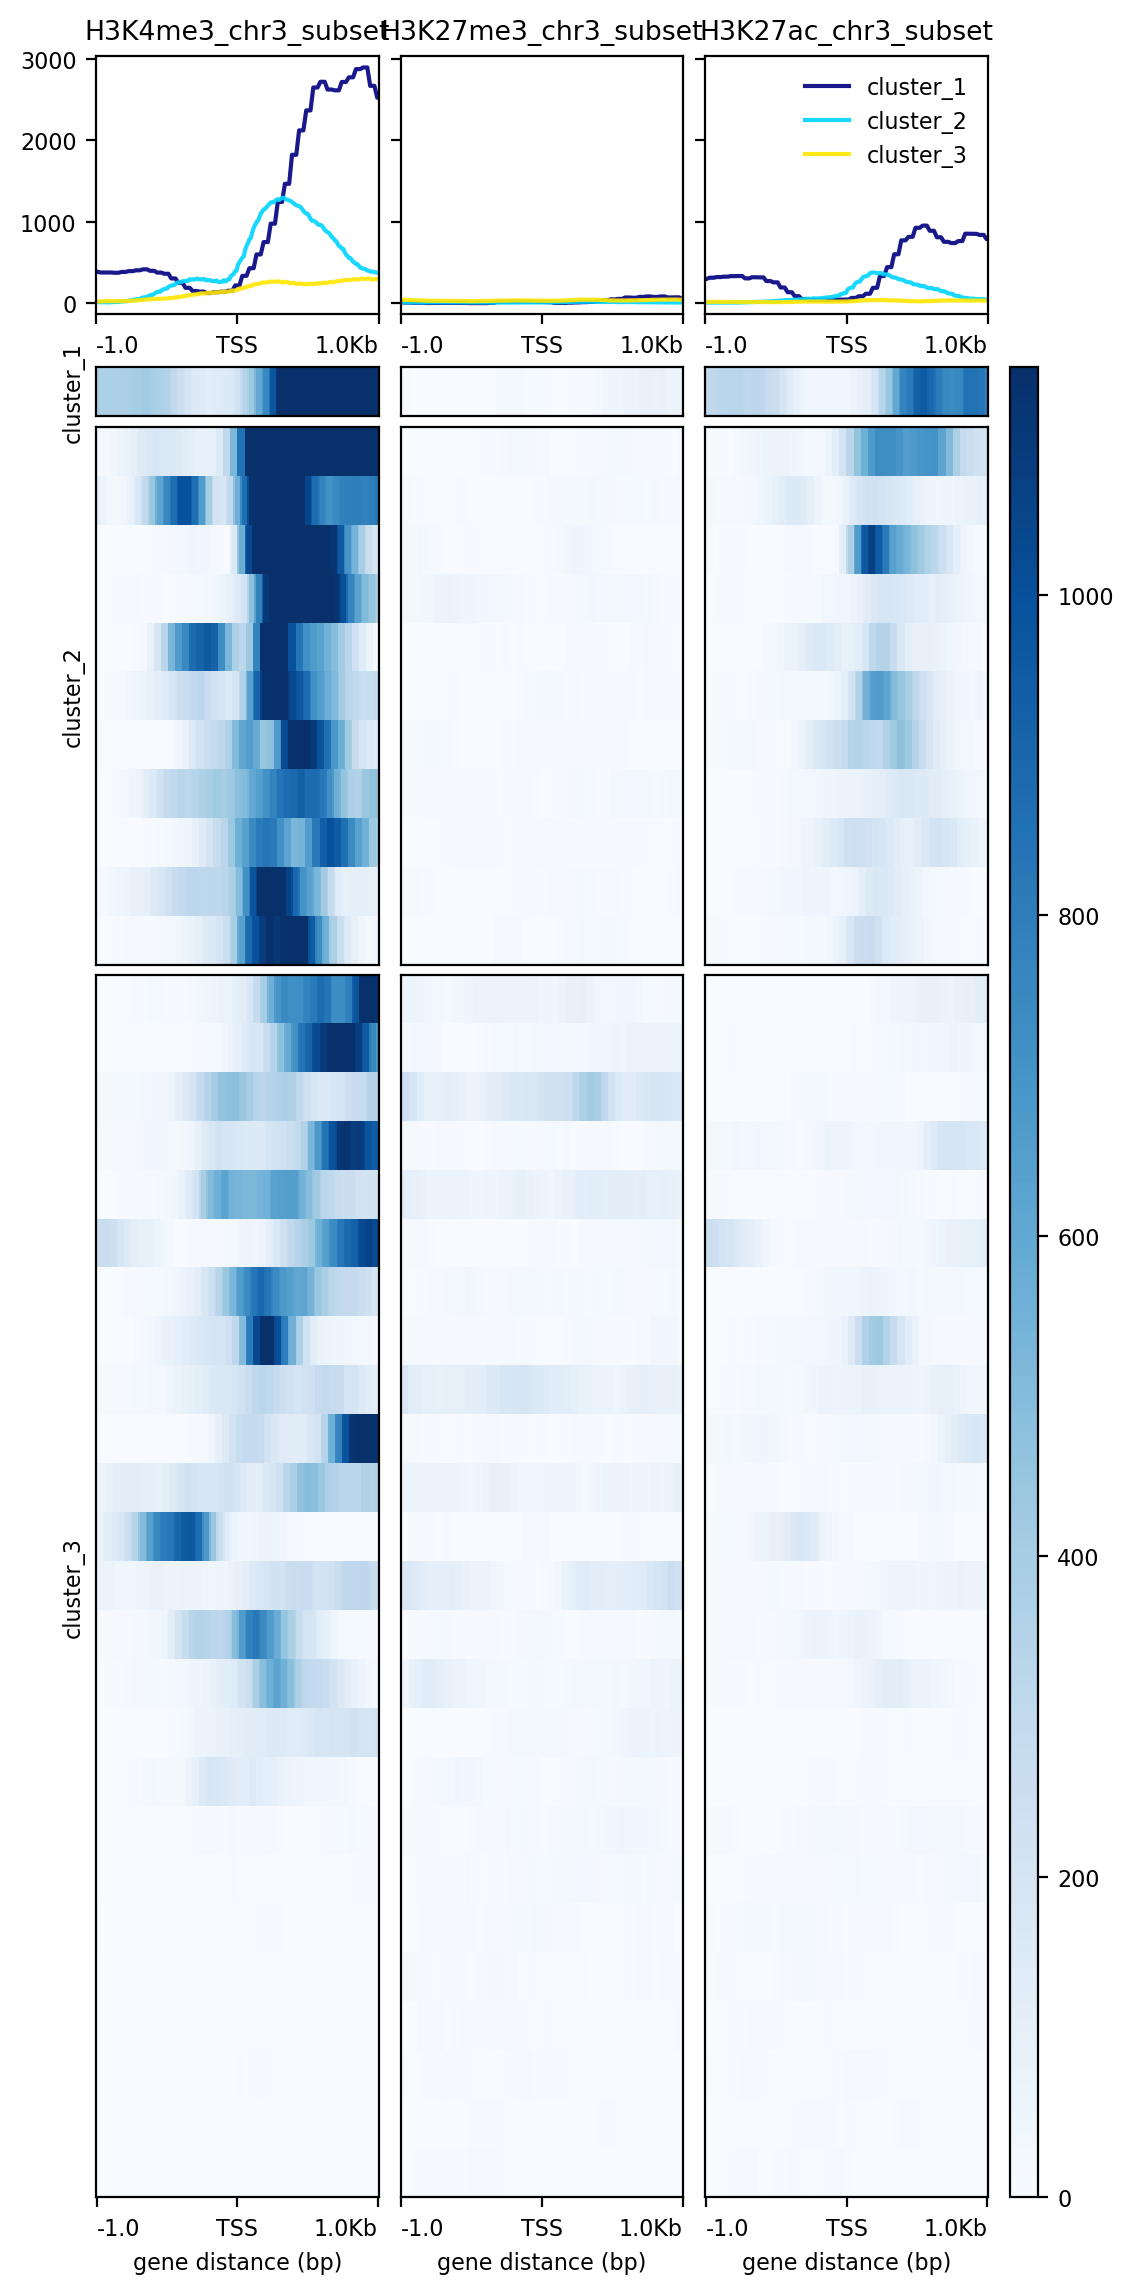 H3K4me3_chr3_subset H3K27me3_chr3_subset H3K27ac_chr3_subset
3000
2000
1000
0
cluster_1
cluster_2
cluster_3
-1.0 TSS 1.0Kb -1.0 TSS 1.0Kb -1.0 TSS 1.0Kb
cluster_1
cluster_2
cluster_3
1000
800
600
400
200
0
-1.0 TSS 1.0Kb -1.0 TSS 1.0Kb -1.0 TSS 1.0Kb
gene distance (bp) gene distance (bp) gene distance (bp)